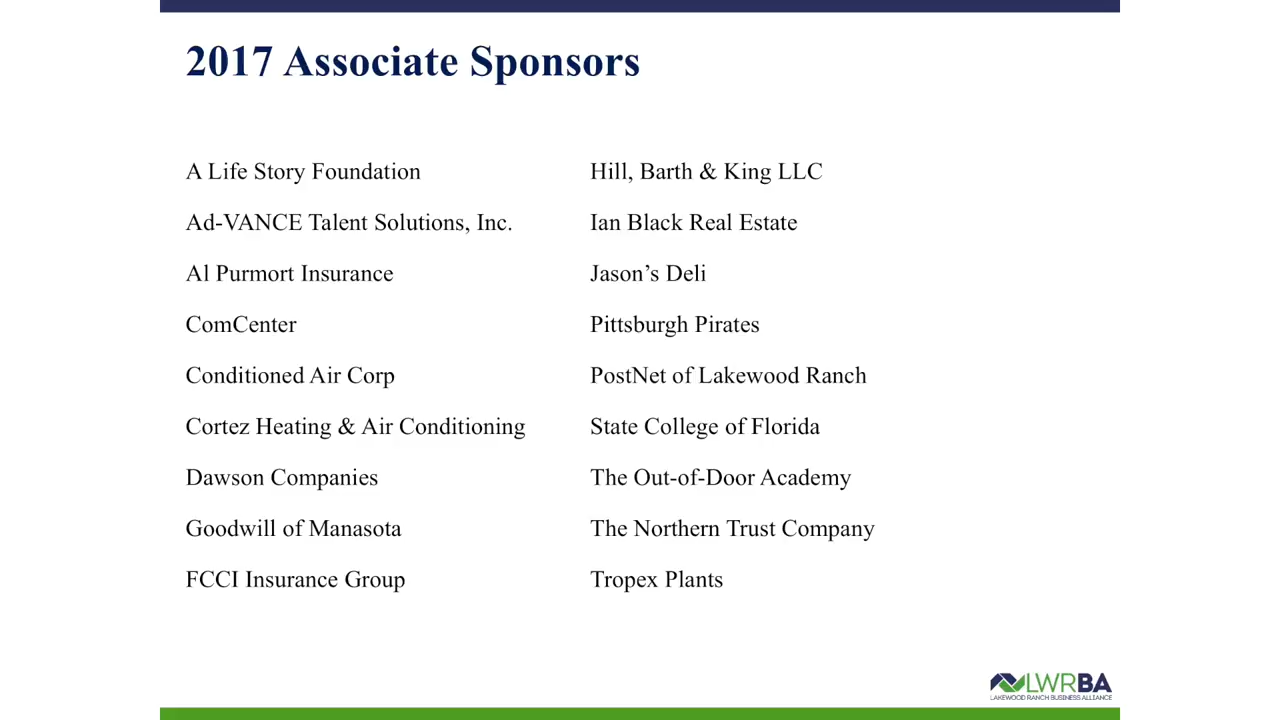 2017 Associate Sponsors
A Life Story Foundation
Ad-VANCE Talent Solutions, Inc.
Al Purmort Insurance
ComCenter
Conditioned Air Corp
Cortez Heating & Air Conditioning
Dawson Companies
Goodwill of Manasota
FCCI Insurance Group
Hill, Barth & King LLC
Ian Black Real Estate
Jason’s Deli
Pittsburgh Pirates
PostNet of Lakewood Ranch
State College of Florida
The Out-of-Door Academy
The Northern Trust Company
Tropex Plants
LWRBA
LAKEWOOD RANCH BUSINESS ALLIANCE